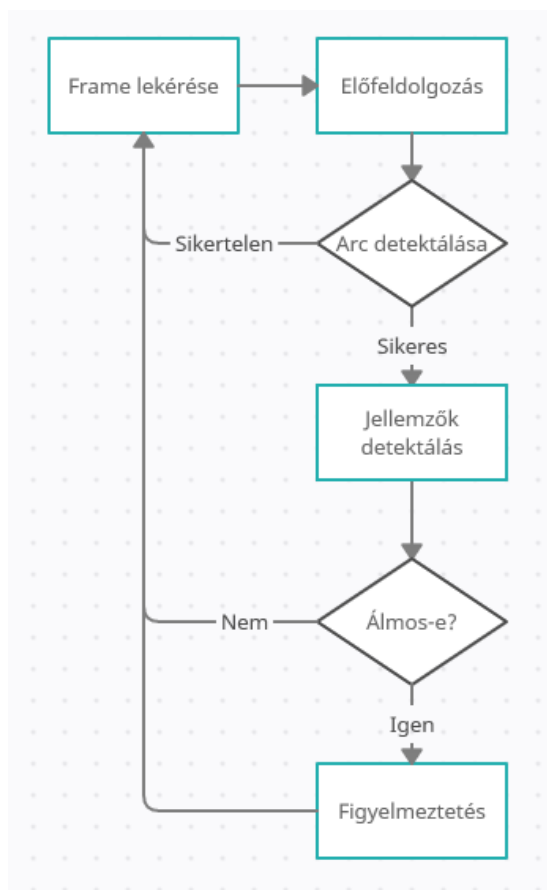 Frame lekérése
Előfeldolgozás
Sikertelen
Arc detektálása
Sikeres
Jellemzők
detektálás
Nem
Álmos-e?
Igen
Figyelmeztetés